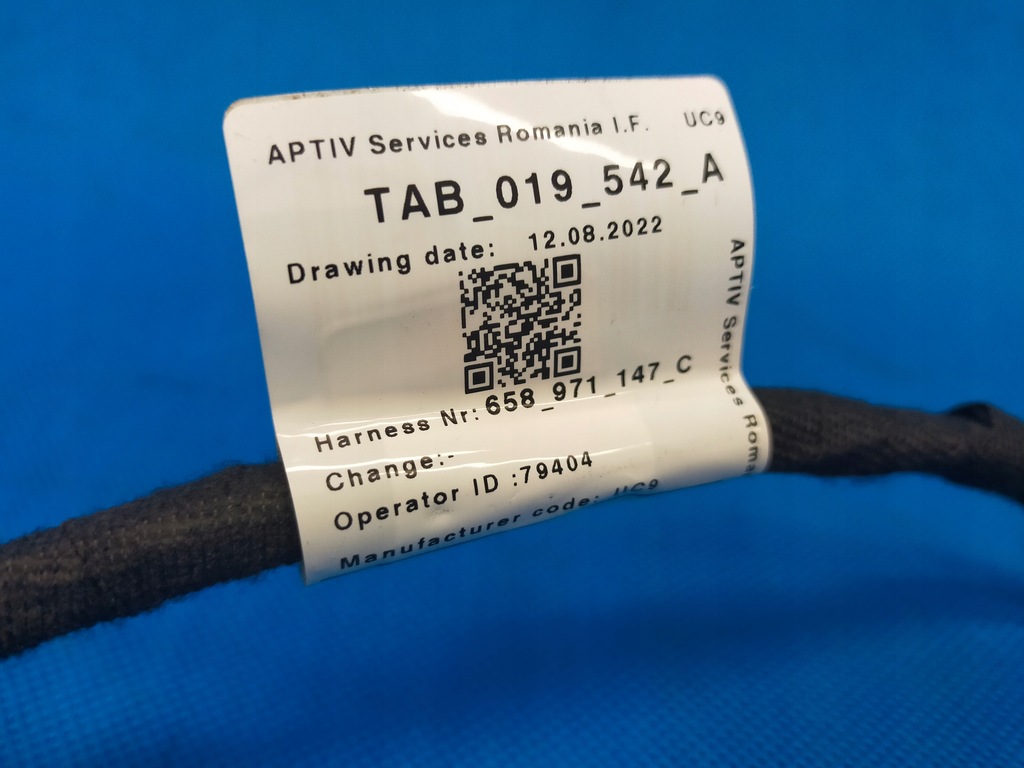 APTIV Services Romania I.F. UC9
TAB_019_542_A
Drawing date: 12.08.2022
Harness Nr: 658_971_147_C
Change:-
Operator ID :79404
Manufacturer code: UC9
APTIV Services Roma